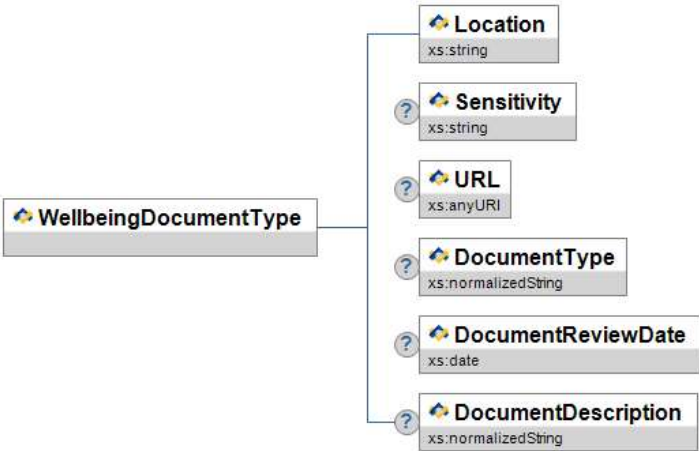 Location
xs:string
? Sensitivity
xs:string
? URL
xs:anyURI
WellbeingDocumentType
? DocumentType
xs:normalizedString
? DocumentReviewDate
xs:date
? DocumentDescription
xs:normalizedString